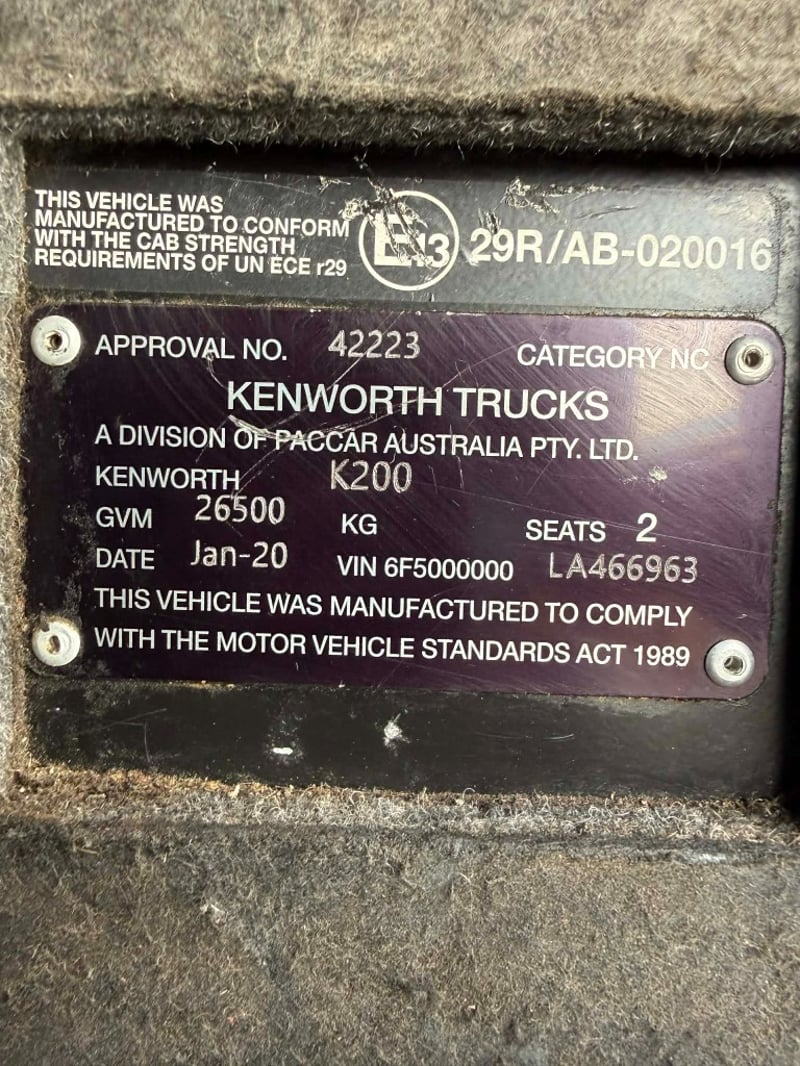 THIS VEHICLE WAS
MANUFACTURED TO CONFORM
WITH THE CAB STRENGTH
REQUIREMENTS OF UN ECE r29
E13 29R/AB-020016
APPROVAL NO. 42223 CATEGORY NC
KENWORTH TRUCKS
A DIVISION OF PACCAR AUSTRALIA PTY. LTD.
KENWORTH K200
GVM 26500 KG SEATS 2
DATE Jan-20 VIN 6F5000000 LA466963
THIS VEHICLE WAS MANUFACTURED TO COMPLY
WITH THE MOTOR VEHICLE STANDARDS ACT 1989